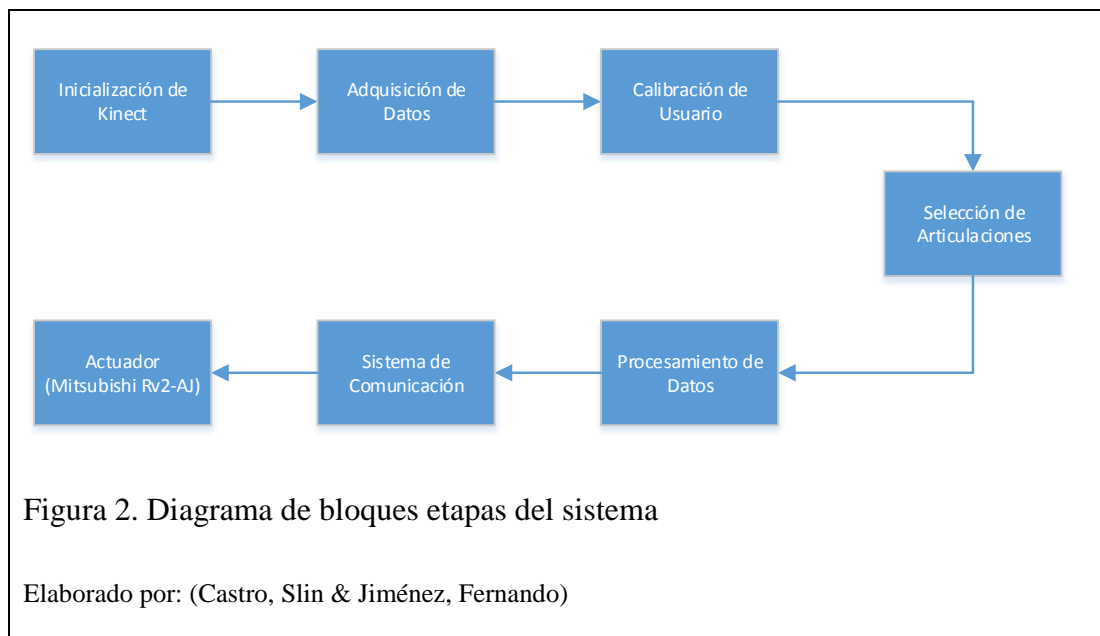 Inicialización de
Kinect
Adquisición de
Datos
Calibración de
Usuario
Selección de
Articulaciones
Procesamiento de
Datos
Sistema de
Comunicación
Actuador
(Mitsubishi Rv2-AJ)
Figura 2. Diagrama de bloques etapas del sistema
Elaborado por: (Castro, Slin & Jiménez, Fernando)